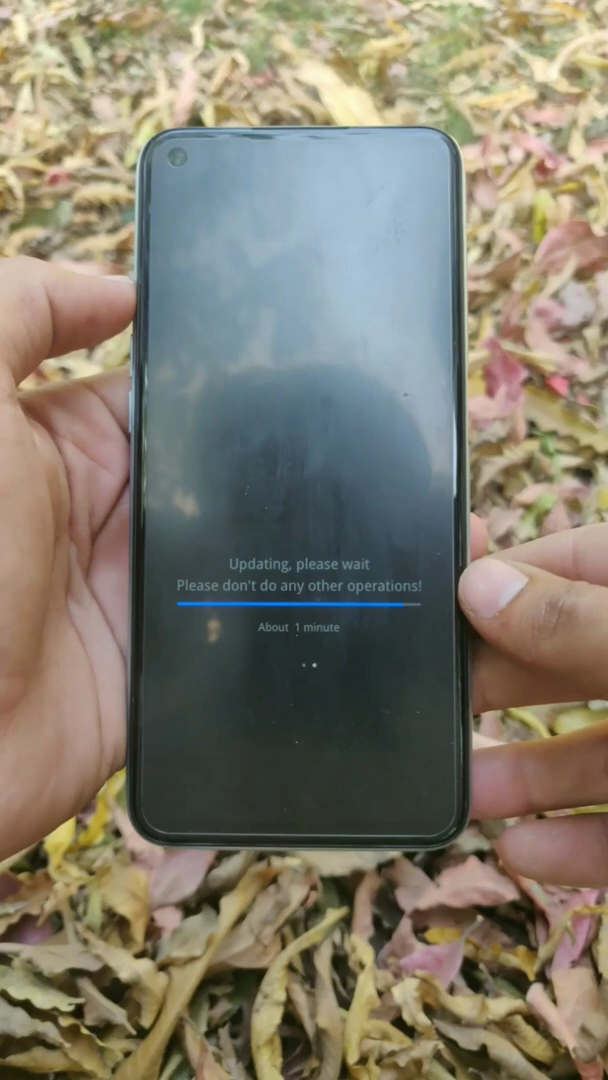 Updating, please wait
Please don't do any other operations!
About 1 minute